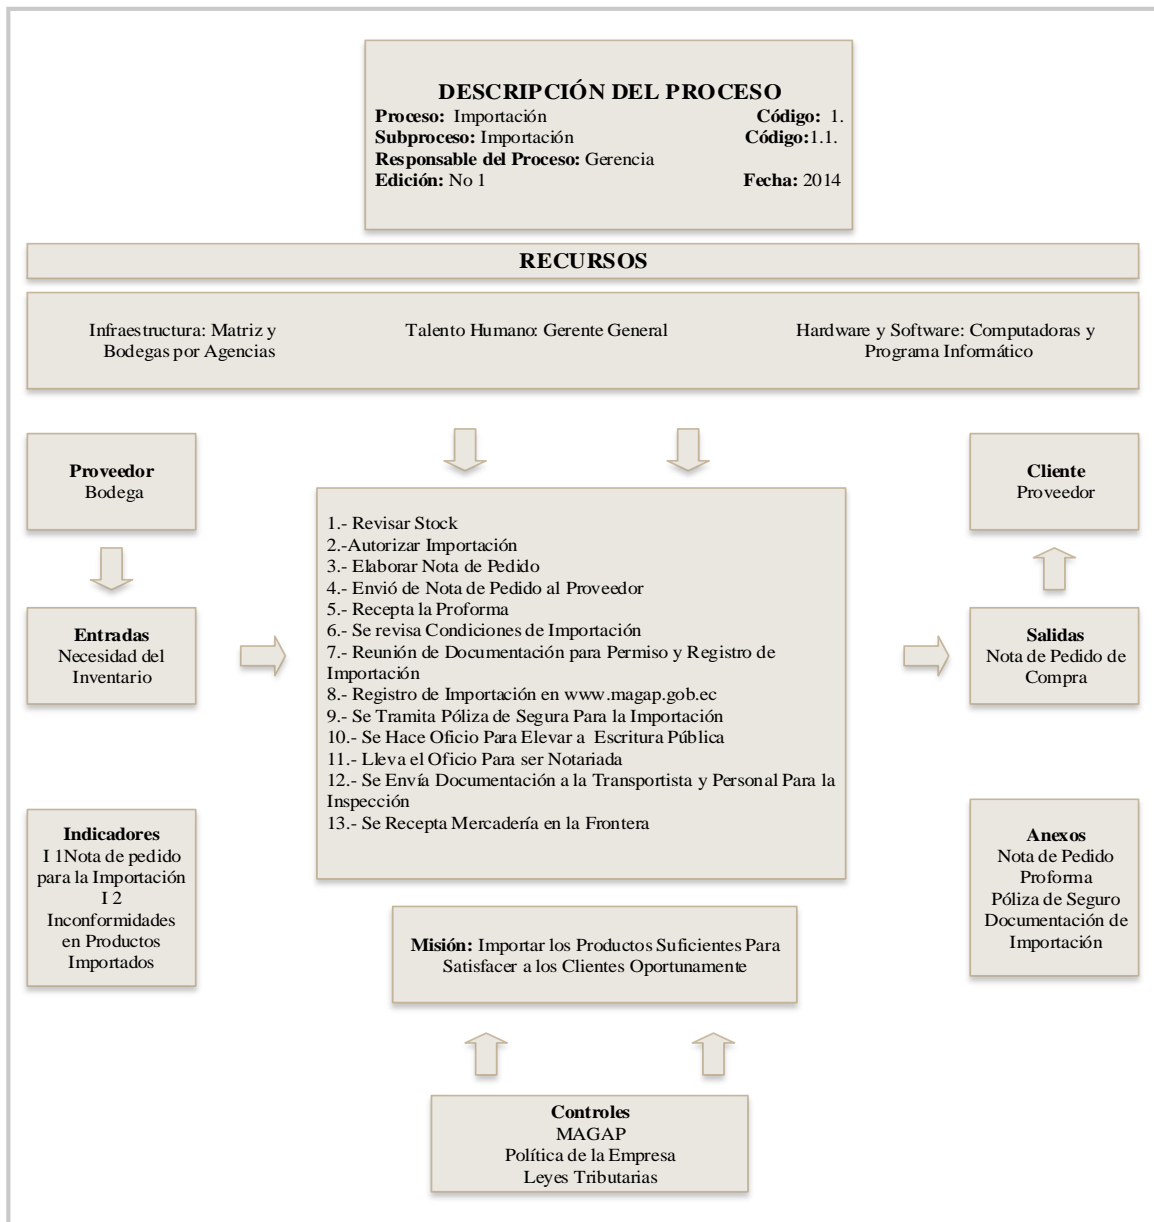 DESCRIPCIÓN DEL PROCESO
Proceso: Importación Código: 1.
Subproceso: Importación Código:1.1.
Responsable del Proceso: Gerencia
Edición: No 1 Fecha: 2014
RECURSOS
Infraestructura: Matriz y
Bodegas por Agencias
Talento Humano: Gerente General
Hardware y Software: Computadoras y
Programa Informático
Proveedor
Bodega
Entradas
Necesidad del
Inventario
Indicadores
I 1Nota de pedido
para la Importación
I 2
Inconformidades
en Productos
Importados
1.- Revisar Stock
2.-Autorizar Importación
3.- Elaborar Nota de Pedido
4.- Envió de Nota de Pedido al Proveedor
5.- Recepta la Proforma
6.- Se revisa Condiciones de Importación
7.- Reunión de Documentación para Permiso y Registro de
Importación
8.- Registro de Importación en www.magap.gob.ec
9.- Se Tramita Póliza de Segura Para la Importación
10.- Se Hace Oficio Para Elevar a Escritura Pública
11.- Lleva el Oficio Para ser Notariada
12.- Se Envía Documentación a la Transportista y Personal Para la
Inspección
13.- Se Recepta Mercadería en la Frontera
Cliente
Proveedor
Salidas
Nota de Pedido de
Compra
Anexos
Nota de Pedido
Proforma
Póliza de Seguro
Documentación de
Importación
Misión: Importar los Productos Suficientes Para
Satisfacer a los Clientes Oportunamente
Controles
MAGAP
Política de la Empresa
Leyes Tributarias